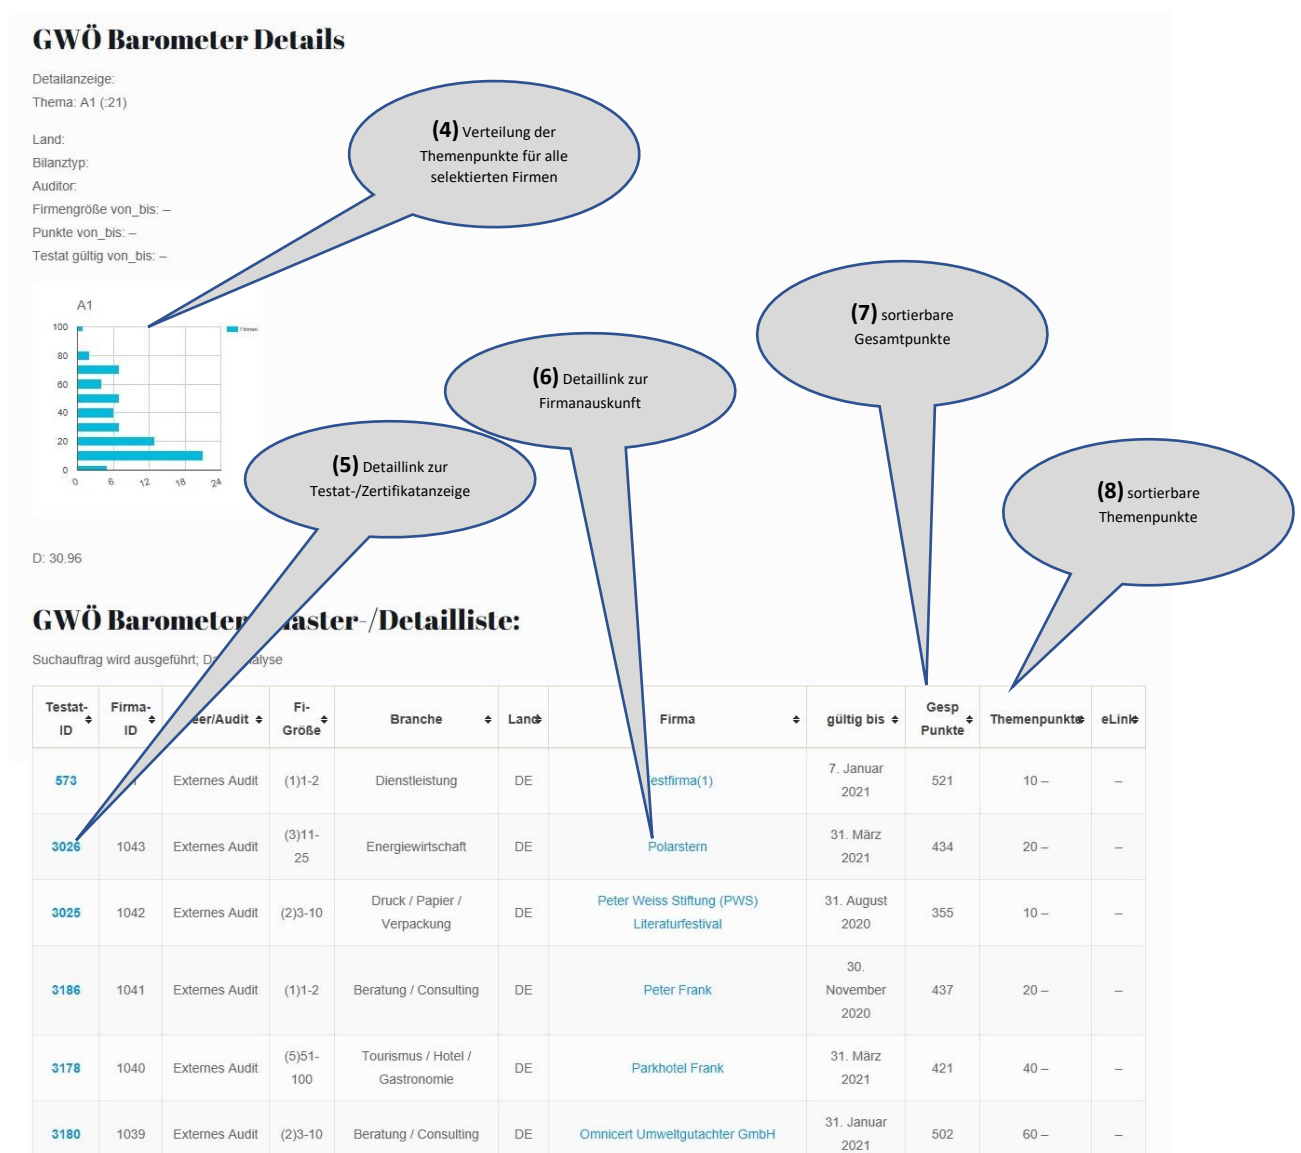 GWÖ Barometer Details
Detailanzeige:
Thema: A1 (:21)
(4) Verteilung der
Themenpunkte für alle
selektierten Firmen
Land:
Bilanztyp:
Auditor:
Firmengröße von_bis: –
Punkte von_bis: –
Testat gültig von_bis: –
A1
100
80
60
40
20
0
0 6 12 18 24
Firmen
(7) sortierbare
Gesamtpunkte
(6) Detaillink zur
Firmanauskunft
(5) Detaillink zur
Testat-/Zertifikatanzeige
(8) sortierbare
Themenpunkte
D: 30.96
GWÖ Barometer aster-/Detailliste:
Suchauftrag wird ausgeführt; D alyse
Testat-
ID
Firma-
ID
eer/Audit
Fi-
Größe
Branche
Land
Firma
gültig bis
Gesp
Punkte
Themenpunkte
eLink
573 Externes Audit (1)1-2 Dienstleistung DE estfirma(1) 7. Januar
2021 521 10 – –
3026 1043 Externes Audit (3)11-
25 Energiewirtschaft DE Polarstern 31. März
2021 434 20 – –
3025 1042 Externes Audit (2)3-10 Druck / Papier /
Verpackung DE Peter Weiss Stiftung (PWS)
Literaturfestival 31. August
2020 355 10 – –
3186 1041 Externes Audit (1)1-2 Beratung / Consulting DE Peter Frank 30.
November
2020 437 20 – –
3178 1040 Externes Audit (5)51-
100 Tourismus / Hotel /
Gastronomie DE Parkhotel Frank 31. März
2021 421 40 – –
3180 1039 Externes Audit (2)3-10 Beratung / Consulting DE Omnicert Umweltgutachter GmbH 31. Januar
2021 502 60 – –